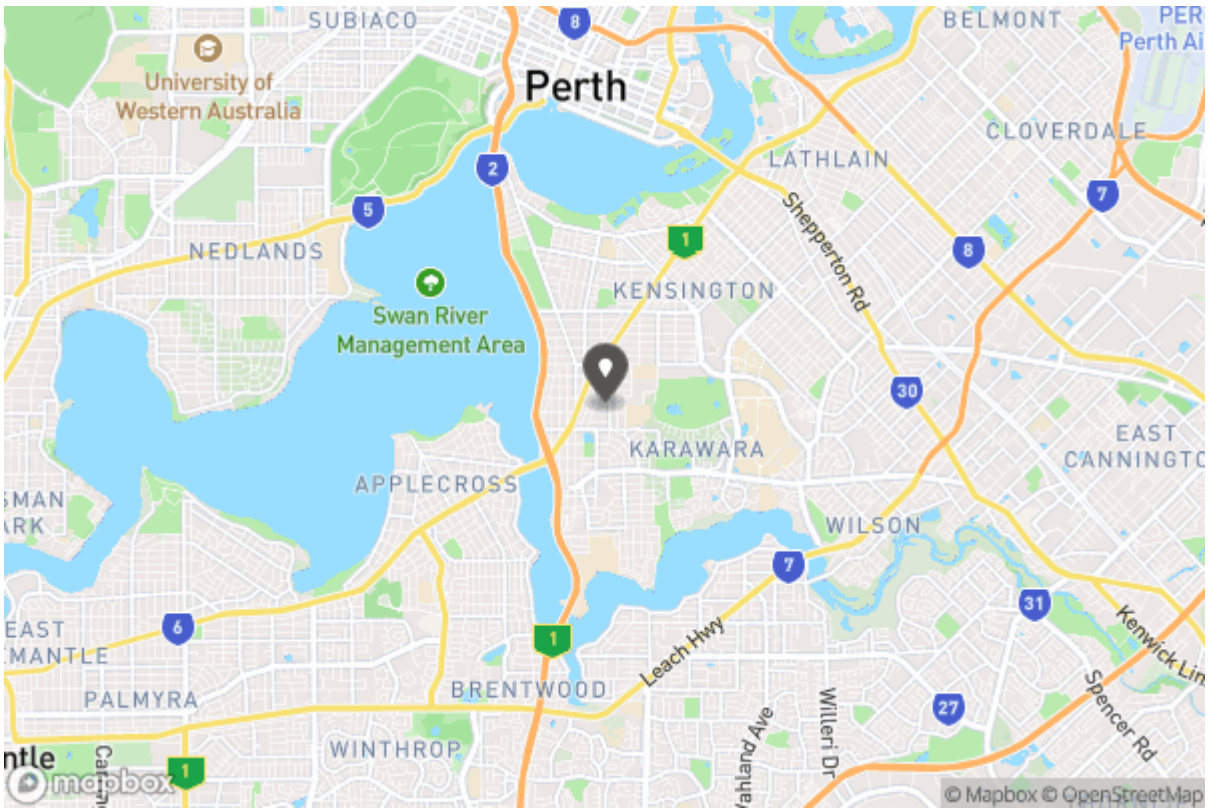 SUBIACO
8
BELMONT
PER
Perth Ai
University of
Western Australia
Perth
CLOVERDALE
LATHLAIN
2
7
5
Shepperton Rd
NEDLANDS
1
8
KENSINGTON
Swan River
Management Area
30
KARAWARA
EAST
CANNINGTO
APPLECROSS
SMAN
ARK
WILSON
7
6
31
EAST
EMANTLE
1
Leach Hwy
Kenwick Lin
BRENTWOOD
PALMYRA
Spencer Rd
27
Willeri Dr
Vahland Ave
WINTHROP
ntle
1
mapbox
© Mapbox © OpenStreetMap